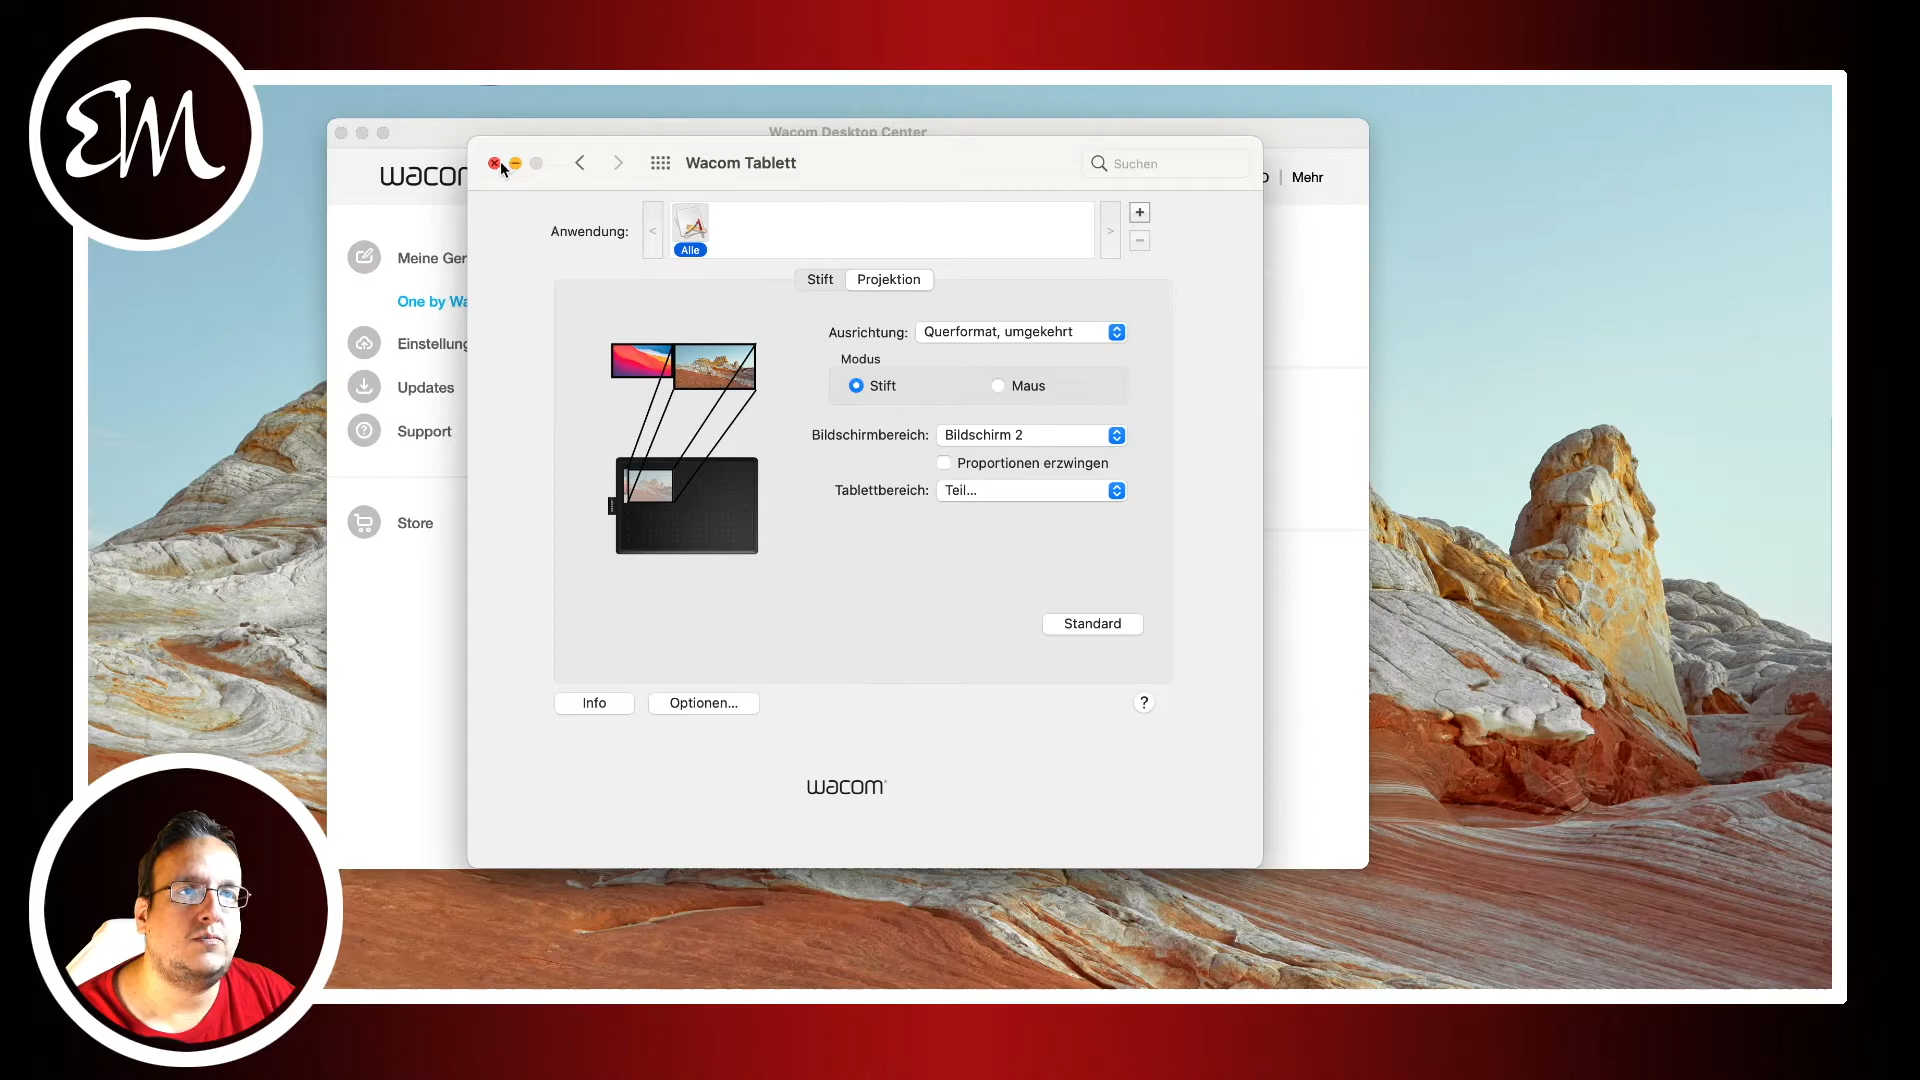 EM
Wacom Desktop Center
wacom
Mehr
Meine Ger
One by Wa
Einstellung
Updates
Support
Store
Wacom Tablett
Suchen
Anwendung:
<
Alle
>
+
-
Stift
Projektion
Ausrichtung:
Querformat, umgekehrt
Modus
Stift
Maus
Bildschirmbereich:
Bildschirm 2
Proportionen erzwingen
Tablettbereich:
Teil...
Standard
Info
Optionen...
?
wacom